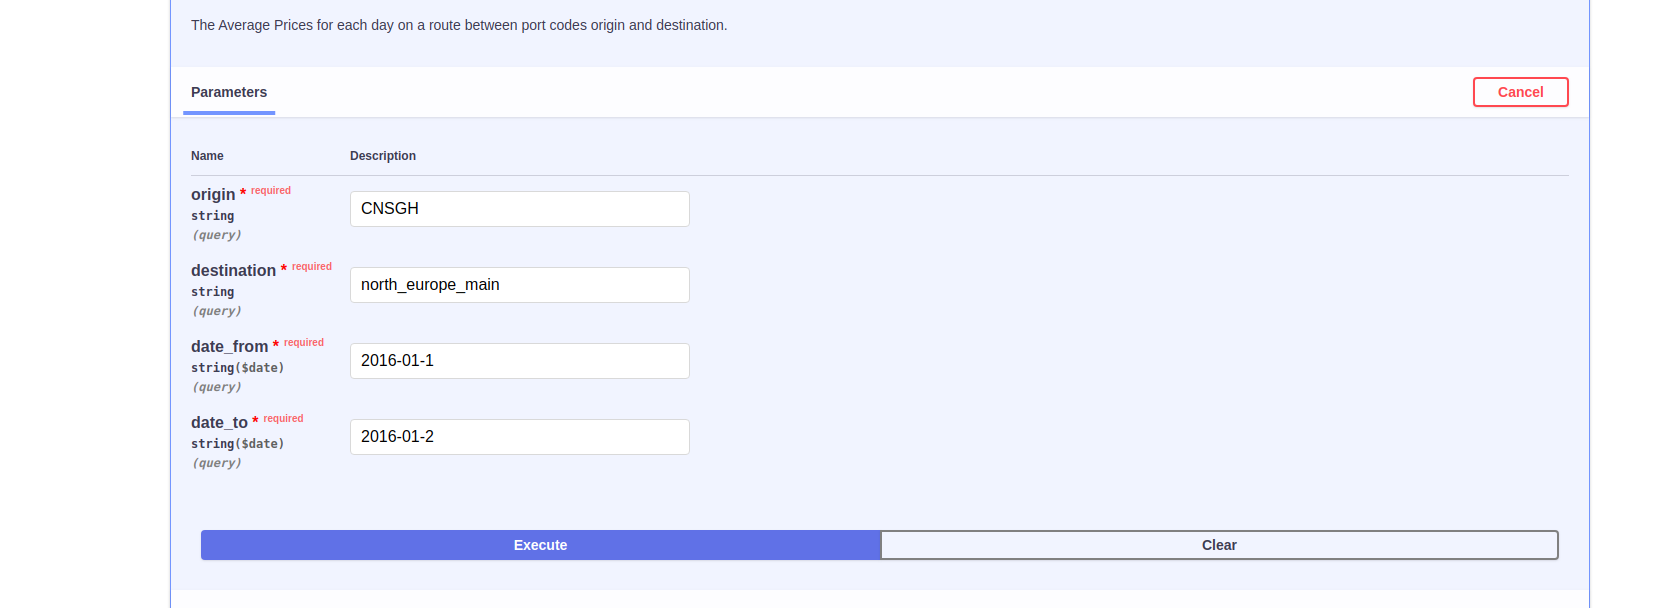 The Average Prices for each day on a route between port codes origin and destination.
Parameters
Cancel
Name Description
origin * required
string
(query)
CNSGH
destination * required
string
(query)
north_europe_main
date_from * required
string($date)
(query)
2016-01-1
date_to * required
string($date)
(query)
2016-01-2
Execute
Clear